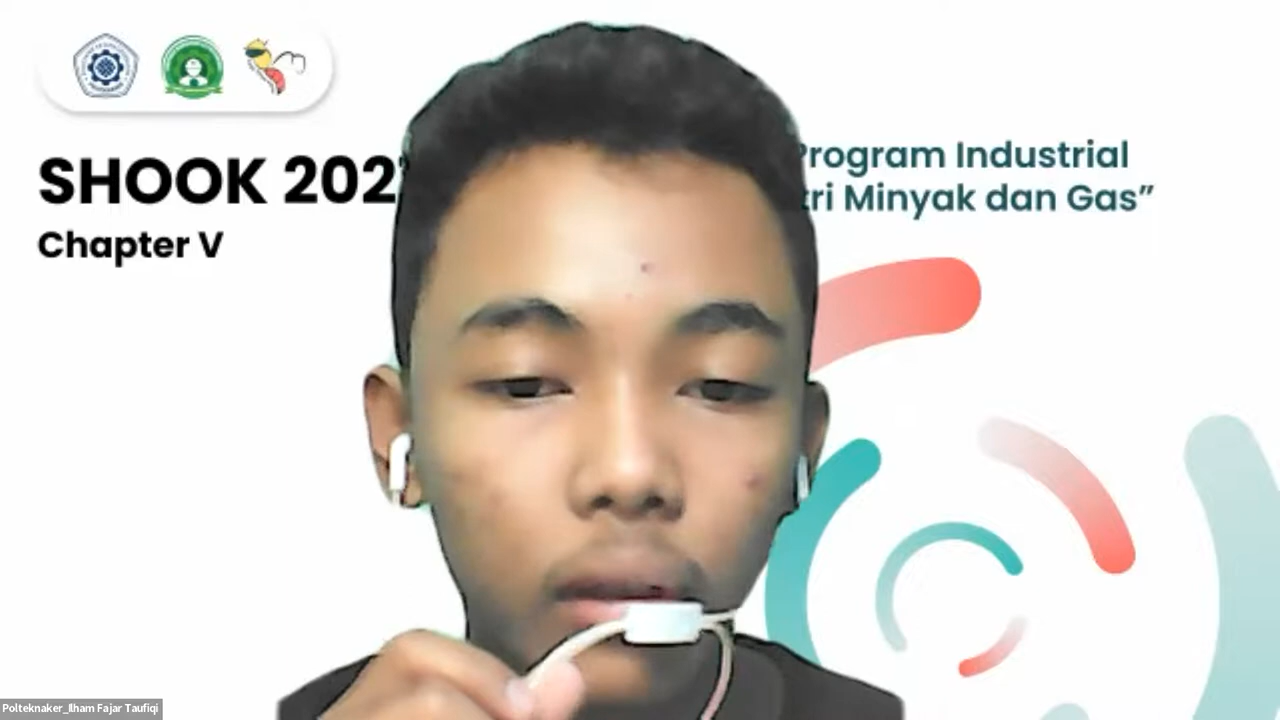 SHOOK 202
Chapter V
Program Industrial
tri Minyak dan Gas”
Polteknaker_Ilham Fajar Taufiqi